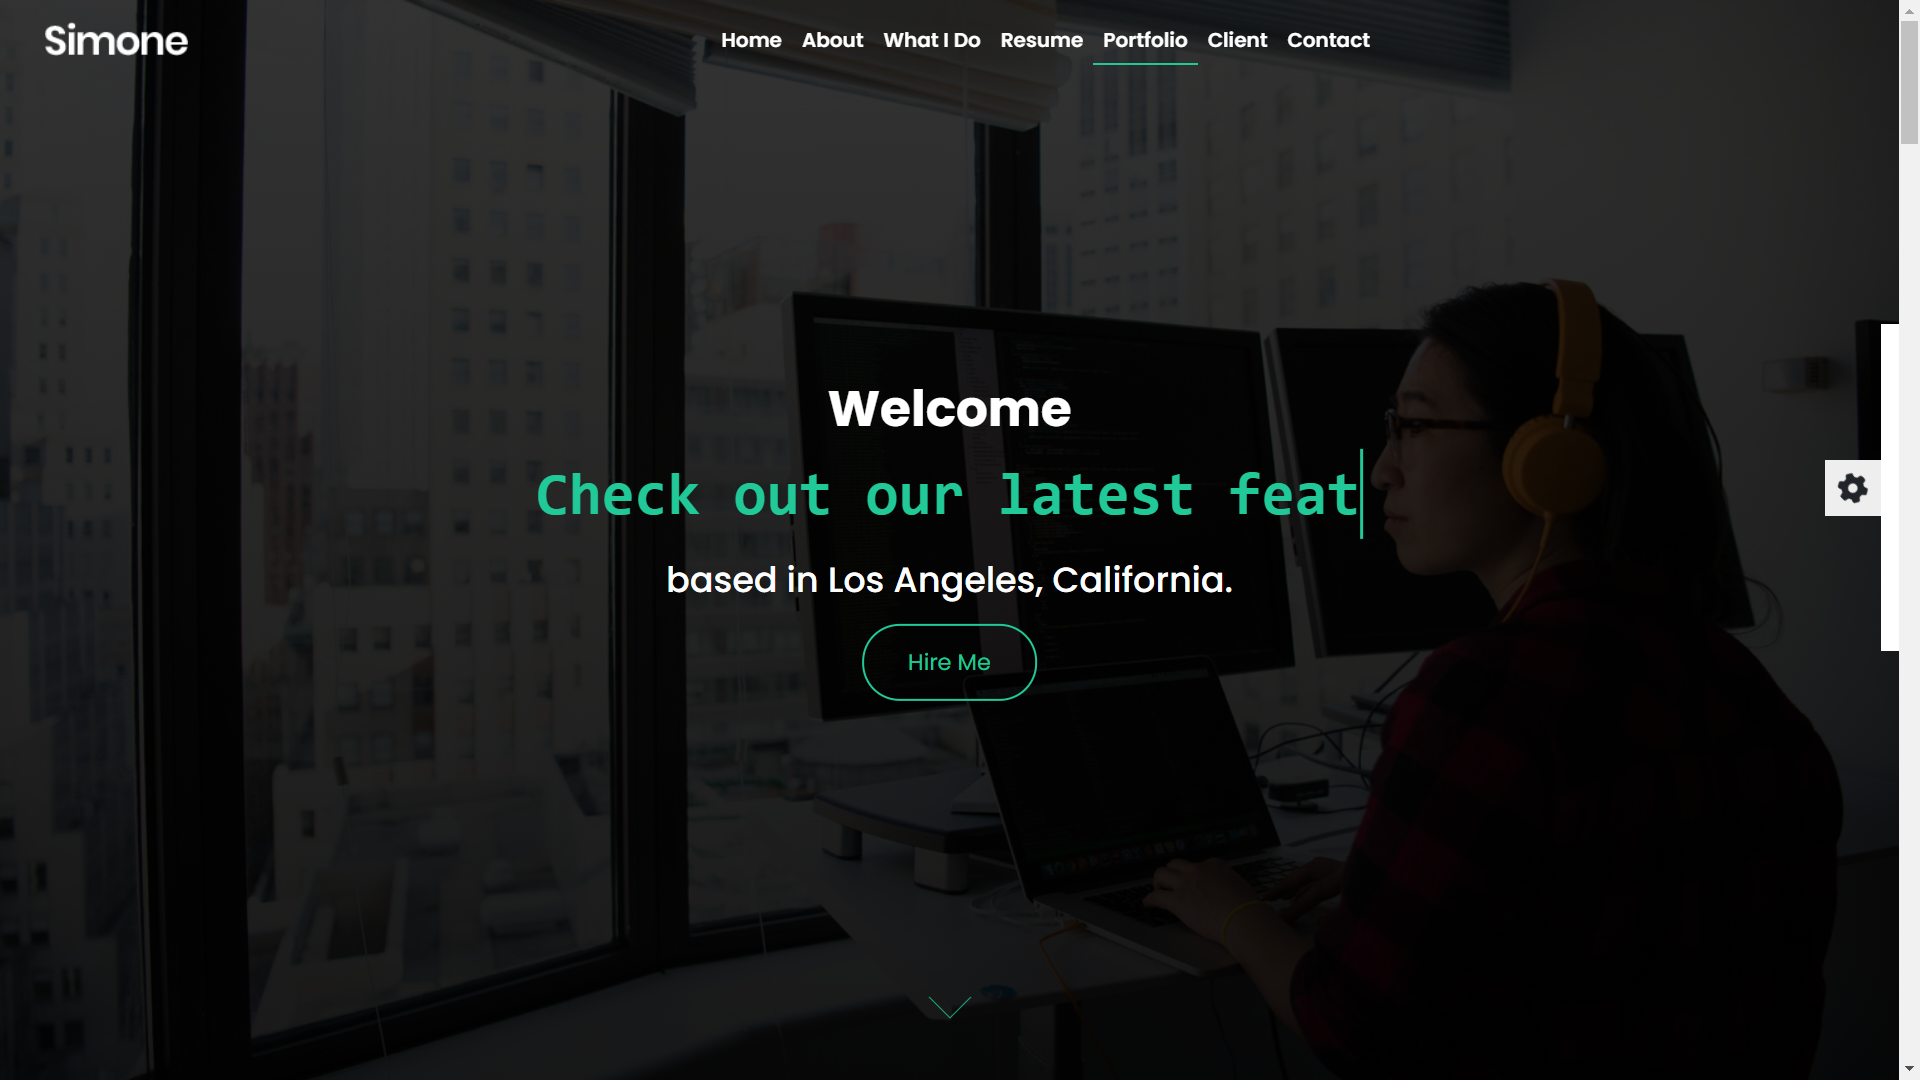 Simone
Home About What I Do Resume Portfolio Client Contact
Welcome
Check out our latest feat
based in Los Angeles, California.
Hire Me